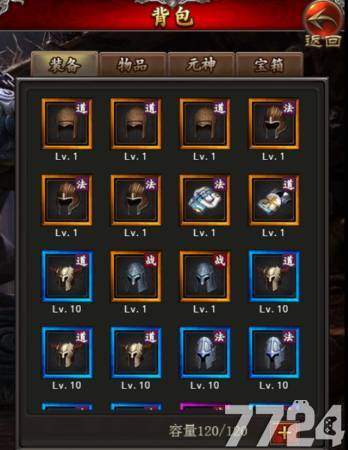 背包
返回
装备 物品 元神 宝箱
道 道 道 法
Lv. 1 Lv. 1 Lv. 1 Lv. 1
法 法 法 道
Lv. 1 Lv. 1 Lv. 1 Lv. 1
道 战 战 道
Lv. 10 Lv. 1 Lv. 1 Lv. 10
道 道 法 法
Lv. 10 Lv. 10 Lv. 10 Lv. 10
容量120/120
7724